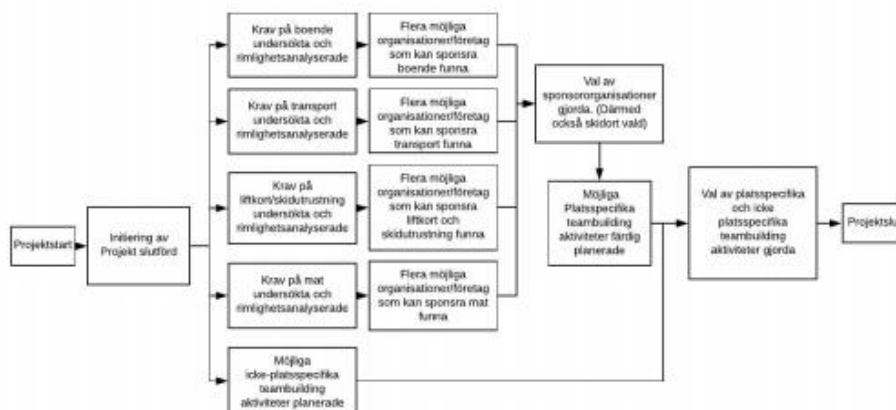 Projektstart
Initiering av
Projekt slutförd
Krav på boende
undersökta och
rimlighetsanalyserade
Flera möjliga
organisationer/företag
som kan sponsra
boende funna
Krav på transport
undersökta och
rimlighetsanalyserade
Flera möjliga
organisationer/företag
som kan sponsra
transport funna
Krav på
liftkort/skidutrustning
undersökta och
rimlighetsanalyserade
Flera möjliga
organisationer/företag
som kan sponsra
liftkort och
skidutrustning funna
Krav på mat
undersökta och
rimlighetsanalyserade
Flera möjliga
organisationer/företag
som kan sponsra mat
funna
Möjliga
icke-platsspecifika
teambuilding
aktiviteter planerade
Val av
sponsororganisationer
gjorda. (Därmed
också skidort vald)
Möjliga
Platsspecifika
teambuilding
aktiviteter färdig
planerade
Val av platsspecifika
och icke
platsspecifika
teambuilding
aktiviteter gjorda
Projektslu